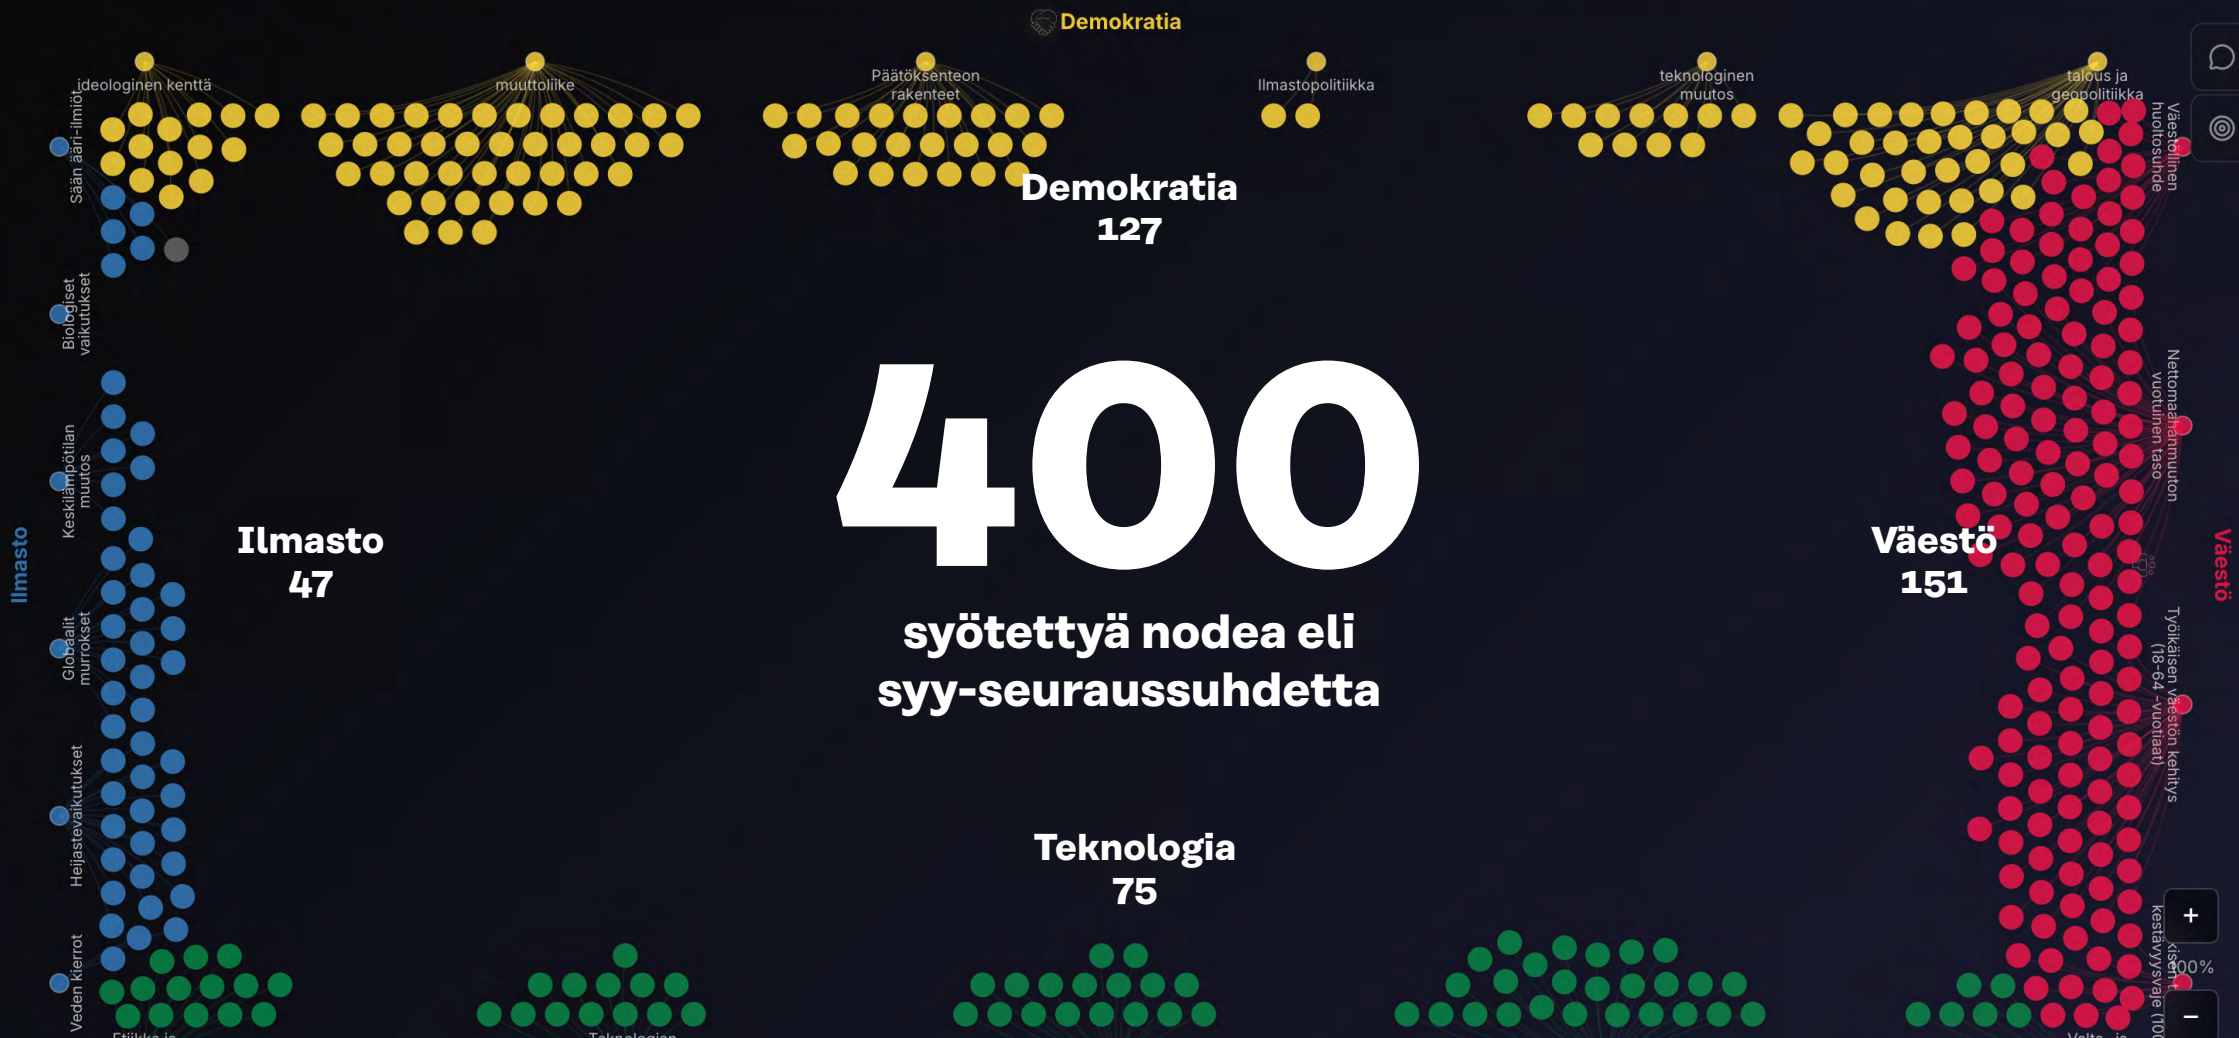 Demokratia
ideologinen kenttä
muuttoliike
Päätöksenteon
rakenteet
Ilmastopolitiikka
teknologinen
muutos
talous ja
geopolitiikka
Sään ääri-ilmiöt
Biologiset
vaikutukset
Keskilämpötilan
muutos
Globaalit
murrokset
Heijastevaikutukset
Veden kierrot
Ilmasto
Demokratia
127
400
syötettyä nodea eli
syy-seuraussuhdetta
Ilmasto
47
Väestö
151
Teknologia
75
Väestöllinen
huoltosuhde
Nettomaahanmuuton
vuotuinen taso
Työikäisen väestön kehitys
(18-64 -vuotiaat)
Väestö
+
100%
−